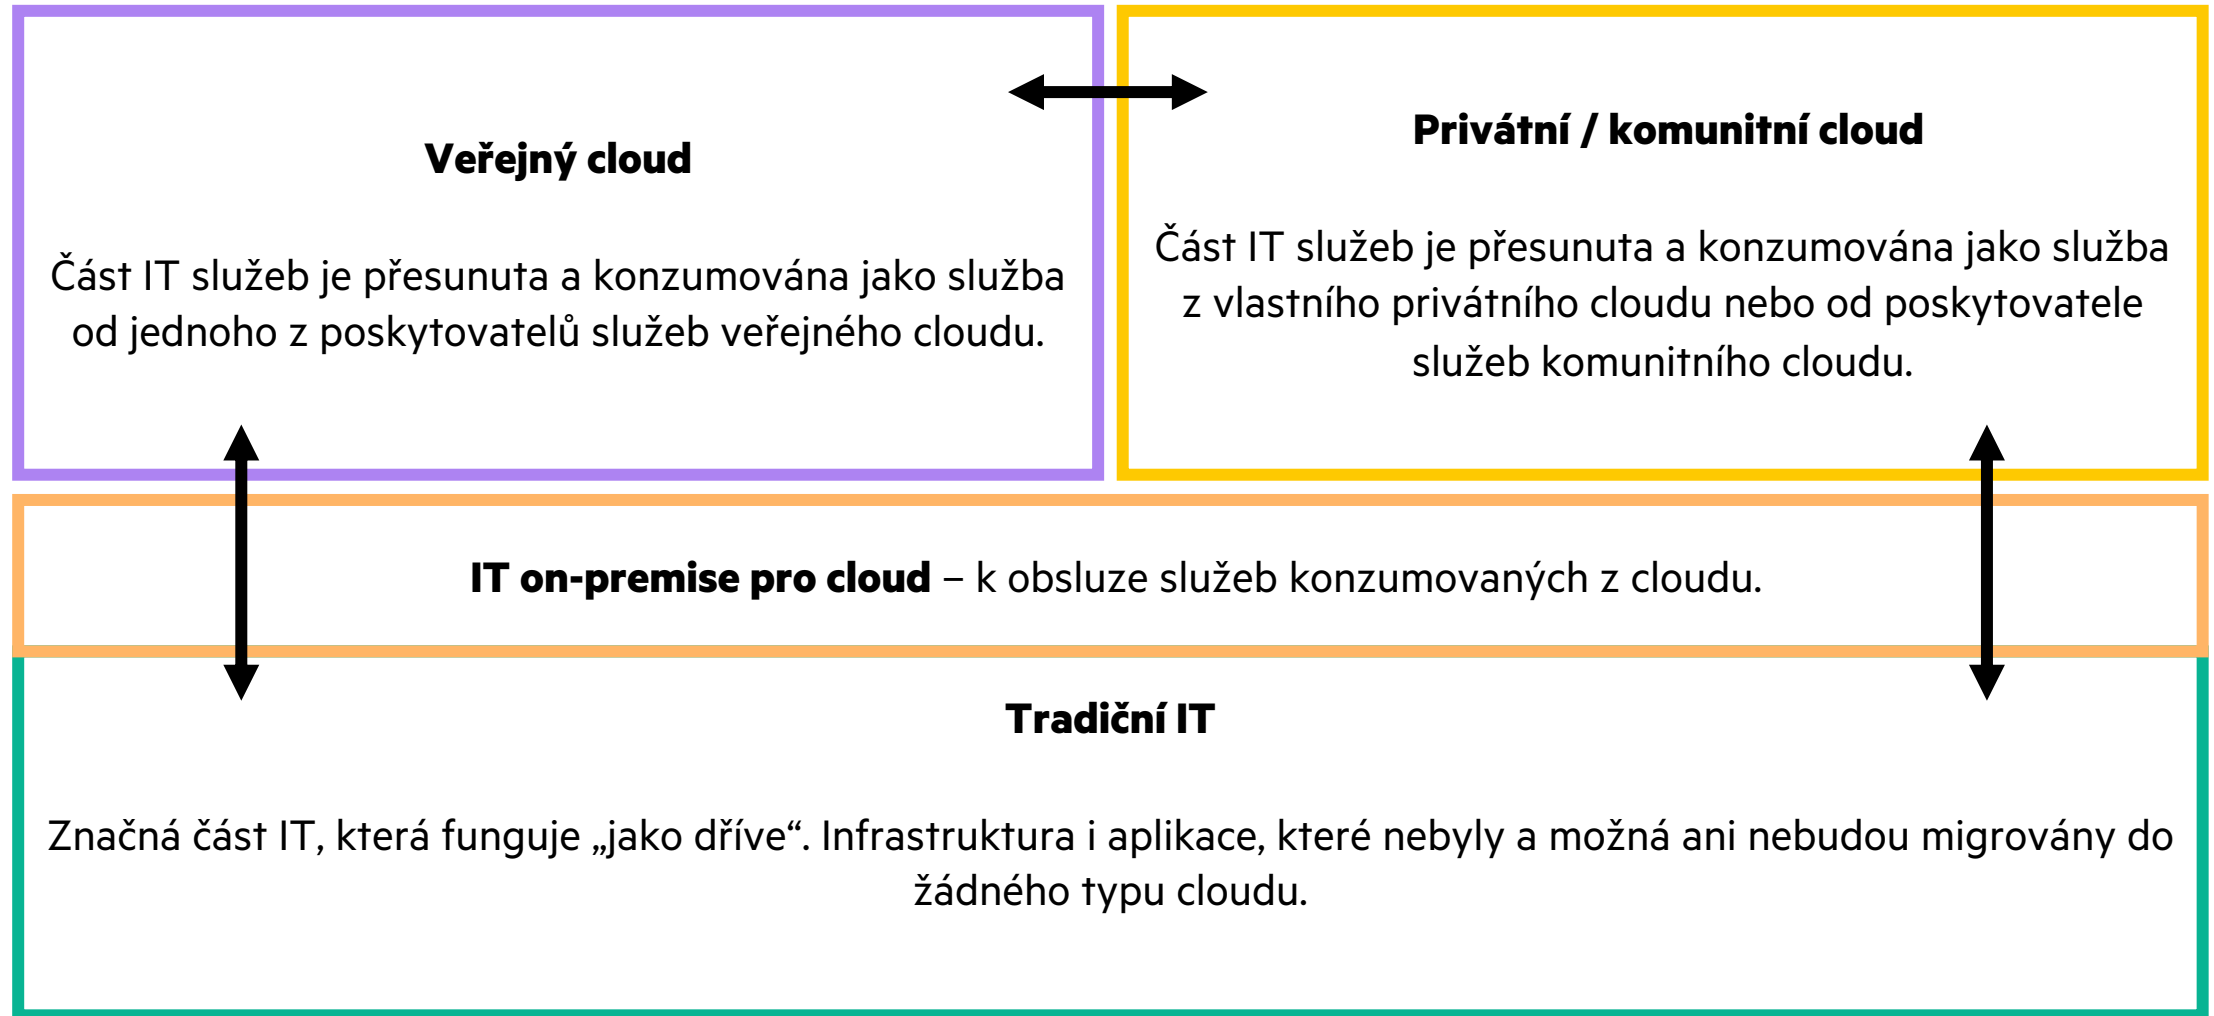 Veřejný cloud
Část IT služeb je přesunuta a konzumována jako služba
od jednoho z poskytovatelů služeb veřejného cloudu.
Privátní / komunitní cloud
Část IT služeb je přesunuta a konzumována jako služba
z vlastního privátního cloudu nebo od poskytovatele
služeb komunitního cloudu.
IT on-premise pro cloud – k obsluze služeb konzumovaných z cloudu.
Tradiční IT
Značná část IT, která funguje „jako dříve“. Infrastruktura i aplikace, které nebyly a možná ani nebudou migrovány do
žádného typu cloudu.